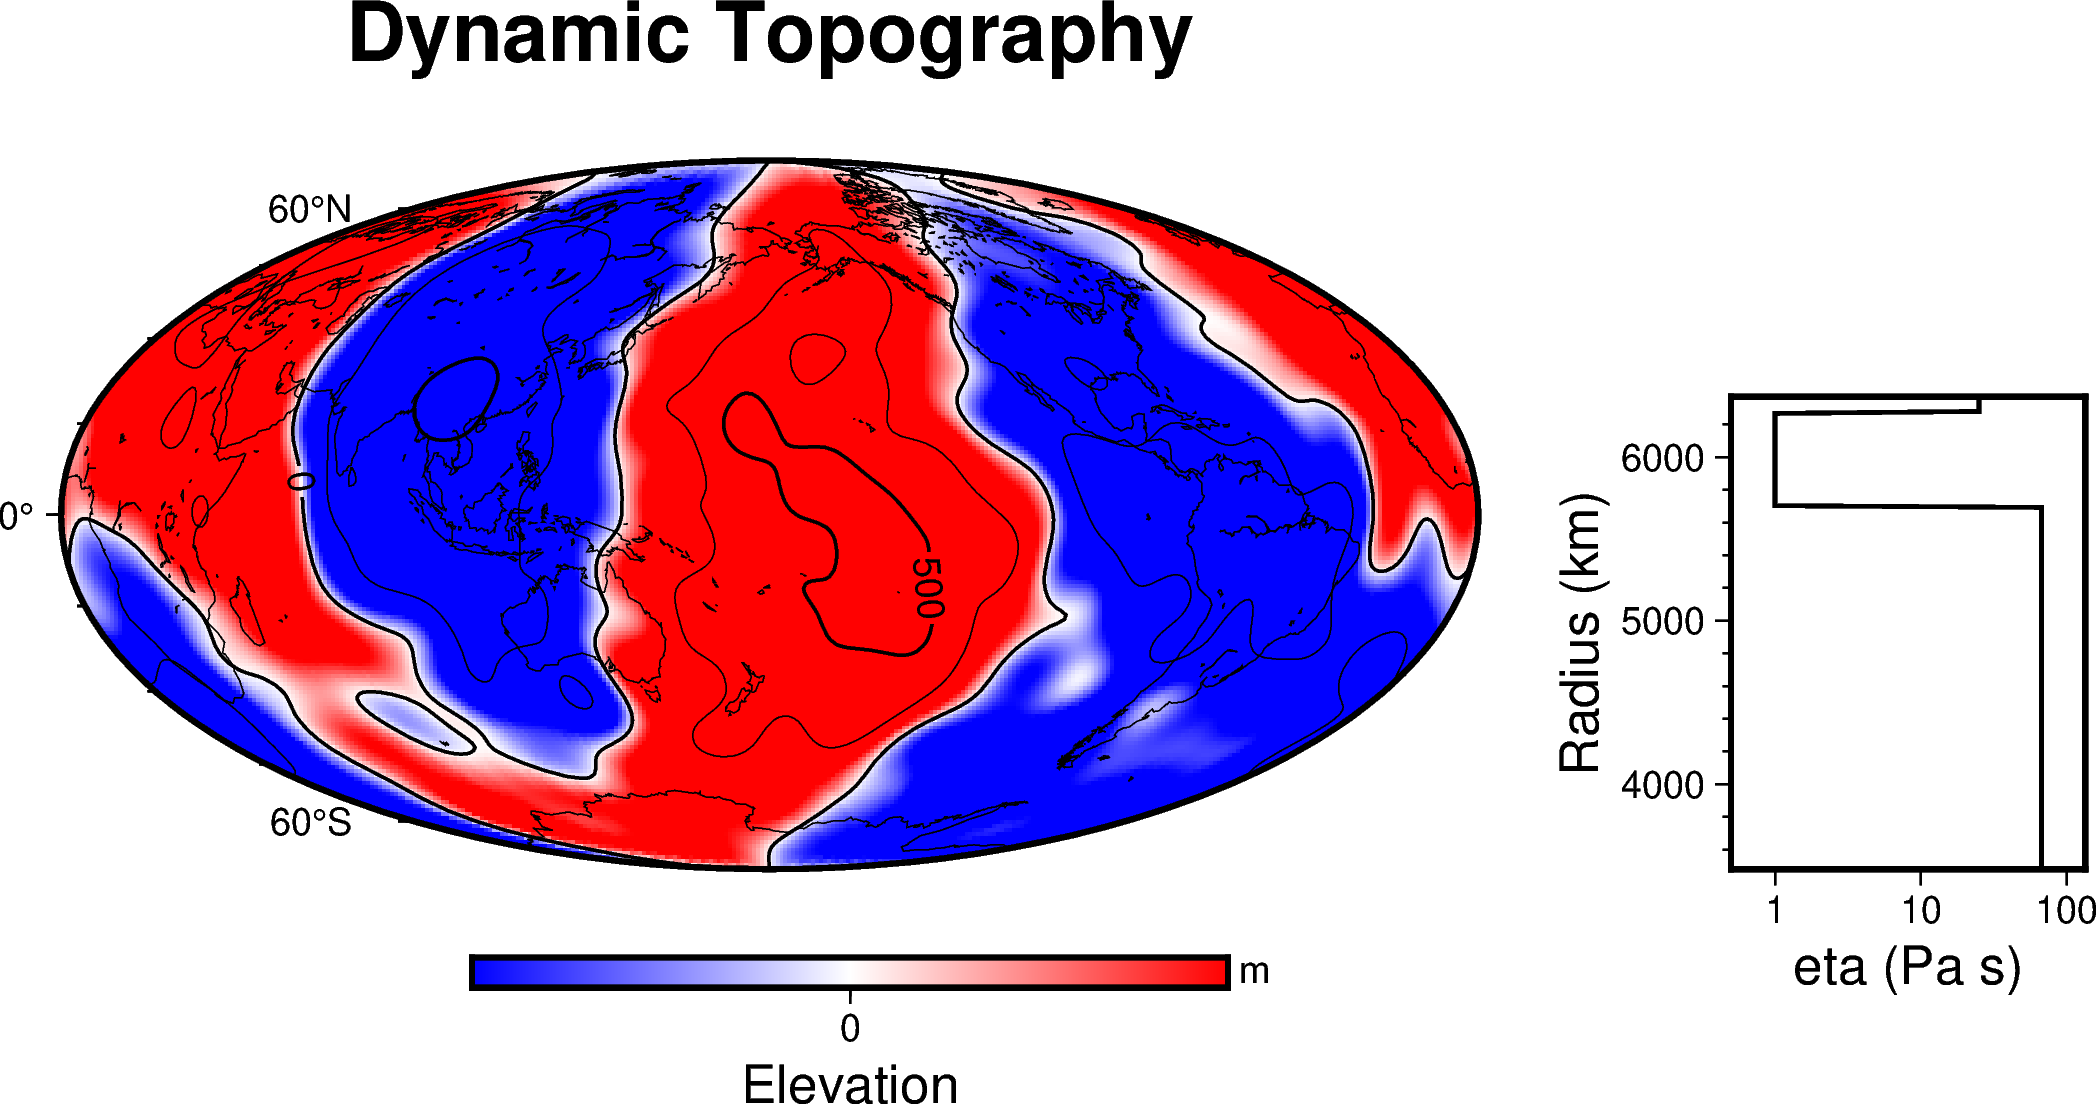 Dynamic Topography
60°N
0°
60°S
0
500
m
0
Elevation
Radius (km)
6000
5000
4000
1 10 100
eta (Pa s)